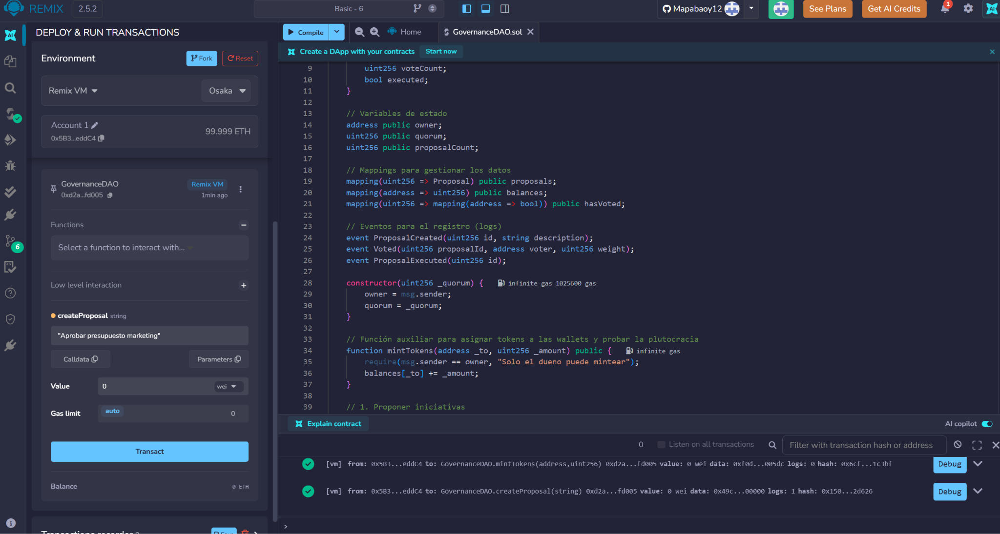 REMIX
2.5.2
Basic - 6
Mapabaoy12
See Plans
Get AI Credits
1
AI
AI
DEPLOY & RUN TRANSACTIONS
Environment
Fork
Reset
Remix VM
Osaka
Account 1
0x5B3...eddC4
99.999 ETH
GovernanceDAO
Remix VM
0xd2a...fd005
1min ago
Functions
Select a function to interact with...
6
Low level interaction
createProposal string
"Aprobar presupuesto marketing"
Calldata
Parameters
Value
0
wei
Gas limit
auto
0
Transact
Balance
0 ETH
Compile
Home
GovernanceDAO.sol
Create a DApp with your contracts
Start now
9 uint256 voteCount;
10 bool executed;
11 }
12
13 // Variables de estado
14 address public owner;
15 uint256 public quorum;
16 uint256 public proposalCount;
17
18 // Mappings para gestionar los datos
19 mapping(uint256 => Proposal) public proposals;
20 mapping(address => uint256) public balances;
21 mapping(uint256 => mapping(address => bool)) public hasVoted;
22
23 // Eventos para el registro (logs)
24 event ProposalCreated(uint256 id, string description);
25 event Voted(uint256 proposalId, address voter, uint256 weight);
26 event ProposalExecuted(uint256 id);
27
28 constructor(uint256 _quorum) { infinite gas 1025600 gas
29 owner = msg.sender;
30 quorum = _quorum;
31 }
32
33 // Función auxiliar para asignar tokens a las wallets y probar la plutocracia
34 function mintTokens(address _to, uint256 _amount) public { infinite gas
35 require(msg.sender == owner, "Solo el dueno puede mintear");
36 balances[_to] += _amount;
37 }
38
39 // 1. Proponer iniciativas
Explain contract
AI copilot
0
Listen on all transactions
Filter with transaction hash or address
[vm] from: 0x5B3...eddC4 to: GovernanceDAO.mintTokens(address,uint256) 0xd2a...fd005 value: 0 wei data: 0xf0d...005dc logs: 0 hash: 0x6cf...1c3bf
Debug
[vm] from: 0x5B3...eddC4 to: GovernanceDAO.createProposal(string) 0xd2a...fd005 value: 0 wei data: 0x49c...00000 logs: 1 hash: 0x150...2d626
Debug
>